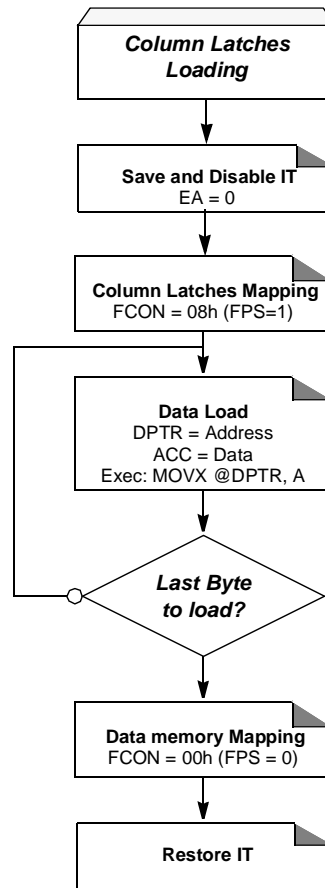 Column Latches
Loading
Save and Disable IT
EA = 0
Column Latches Mapping
FCON = 08h (FPS=1)
Data Load
DPTR = Address
ACC = Data
Exec: MOVX @DPTR, A
Last Byte
to load?
Data memory Mapping
FCON = 00h (FPS = 0)
Restore IT